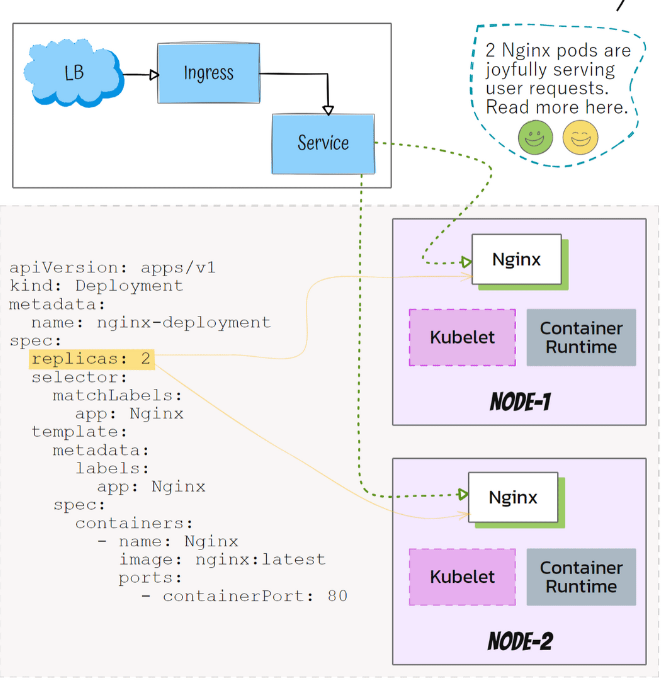 LB
Ingress
Service
2 Nginx pods are
joyfully serving
user requests.
Read more here.
apiVersion: apps/v1
kind: Deployment
metadata:
  name: nginx-deployment
spec:
  replicas: 2
  selector:
    matchLabels:
      app: Nginx
  template:
    metadata:
      labels:
        app: Nginx
    spec:
      containers:
        - name: Nginx
          image: nginx:latest
          ports:
            - containerPort: 80
Nginx
Kubelet
Container
Runtime
NODE-1
Nginx
Kubelet
Container
Runtime
NODE-2